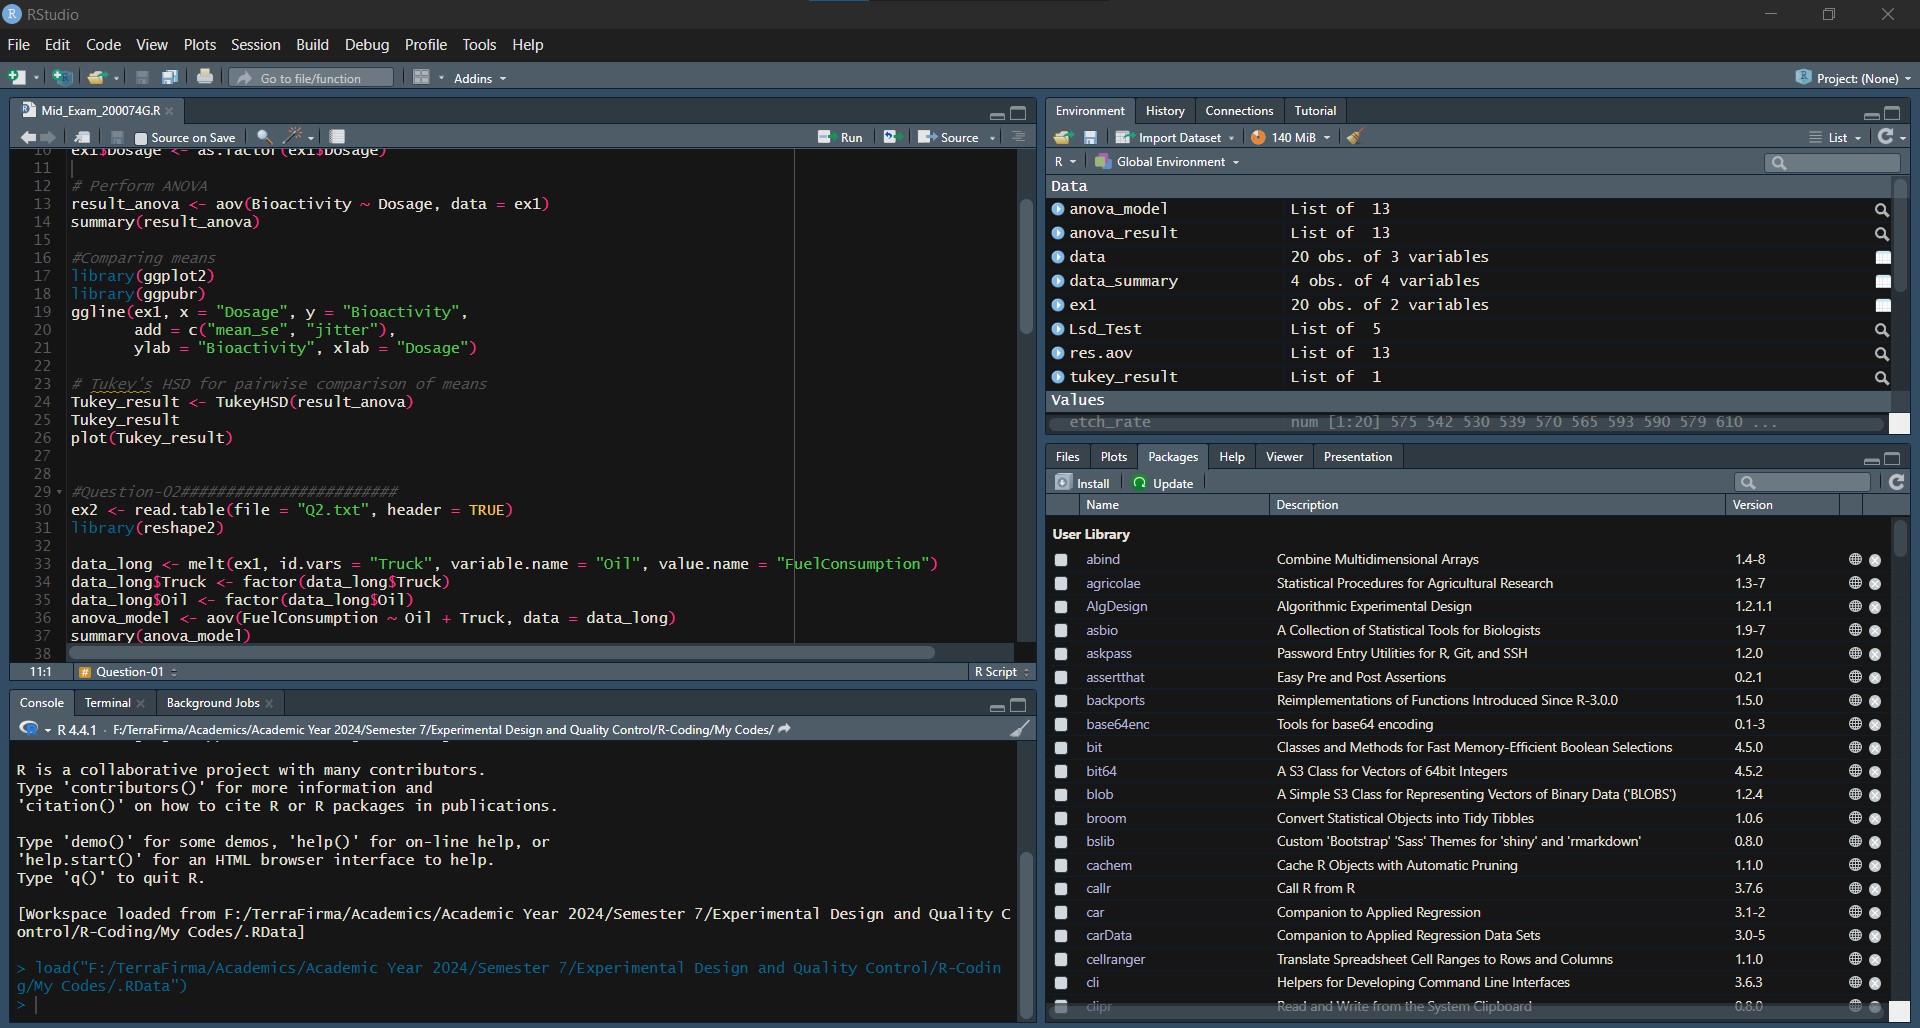 RStudio
File Edit Code View Plots Session Build Debug Profile Tools Help
Go to file/function Addins Project: (None)
Mid_Exam_200074G.R
Source on Save Run Source
10 ex1$Dosage <- as.factor(ex1$Dosage)
11
12 # Perform ANOVA
13 result_anova <- aov(Bioactivity ~ Dosage, data = ex1)
14 summary(result_anova)
15
16 #Comparing means
17 library(ggplot2)
18 library(ggpubr)
19 ggline(ex1, x = "Dosage", y = "Bioactivity",
20 add = c("mean_se", "jitter"),
21 ylab = "Bioactivity", xlab = "Dosage")
22
23 # Tukey's HSD for pairwise comparison of means
24 Tukey_result <- TukeyHSD(result_anova)
25 Tukey_result
26 plot(Tukey_result)
27
28
29 #Question-02########################
30 ex2 <- read.table(file = "Q2.txt", header = TRUE)
31 library(reshape2)
32
33 data_long <- melt(ex1, id.vars = "Truck", variable.name = "Oil", value.name = "FuelConsumption")
34 data_long$Truck <- factor(data_long$Truck)
35 data_long$Oil <- factor(data_long$Oil)
36 anova_model <- aov(FuelConsumption ~ Oil + Truck, data = data_long)
37 summary(anova_model)
38
11:1 # Question-01 R Script
Console Terminal Background Jobs
R 4.4.1 · F:/TerraFirma/Academics/Academic Year 2024/Semester 7/Experimental Design and Quality Control/R-Coding/My Codes/
R is a collaborative project with many contributors.
Type 'contributors()' for more information and
'citation()' on how to cite R or R packages in publications.
Type 'demo()' for some demos, 'help()' for on-line help, or
'help.start()' for an HTML browser interface to help.
Type 'q()' to quit R.
[Workspace loaded from F:/TerraFirma/Academics/Academic Year 2024/Semester 7/Experimental Design and Quality C
ontrol/R-Coding/My Codes/.RData]
> load("F:/TerraFirma/Academics/Academic Year 2024/Semester 7/Experimental Design and Quality Control/R-Codin
g/My Codes/.RData")
>
Environment History Connections Tutorial
Import Dataset 140 MiB List
R Global Environment
Data
anova_model List of 13
anova_result List of 13
data 20 obs. of 3 variables
data_summary 4 obs. of 4 variables
ex1 20 obs. of 2 variables
Lsd_Test List of 5
res.aov List of 13
tukey_result List of 1
Values
etch_rate num [1:20] 575 542 530 539 570 565 593 590 579 610 ...
Files Plots Packages Help Viewer Presentation
Install Update
Name Description Version
User Library
abind Combine Multidimensional Arrays 1.4-8
agricolae Statistical Procedures for Agricultural Research 1.3-7
AlgDesign Algorithmic Experimental Design 1.2.1.1
asbio A Collection of Statistical Tools for Biologists 1.9-7
askpass Password Entry Utilities for R, Git, and SSH 1.2.0
assertthat Easy Pre and Post Assertions 0.2.1
backports Reimplementations of Functions Introduced Since R-3.0.0 1.5.0
base64enc Tools for base64 encoding 0.1-3
bit Classes and Methods for Fast Memory-Efficient Boolean Selections 4.5.0
bit64 A S3 Class for Vectors of 64bit Integers 4.5.2
blob A Simple S3 Class for Representing Vectors of Binary Data ('BLOBS') 1.2.4
broom Convert Statistical Objects into Tidy Tibbles 1.0.6
bslib Custom 'Bootstrap' 'Sass' Themes for 'shiny' and 'rmarkdown' 0.8.0
cachem Cache R Objects with Automatic Pruning 1.1.0
callr Call R from R 3.7.6
car Companion to Applied Regression 3.1-2
carData Companion to Applied Regression Data Sets 3.0-5
cellranger Translate Spreadsheet Cell Ranges to Rows and Columns 1.1.0
cli Helpers for Developing Command Line Interfaces 3.6.3
clipr Read and Write from the System Clipboard 0.8.0